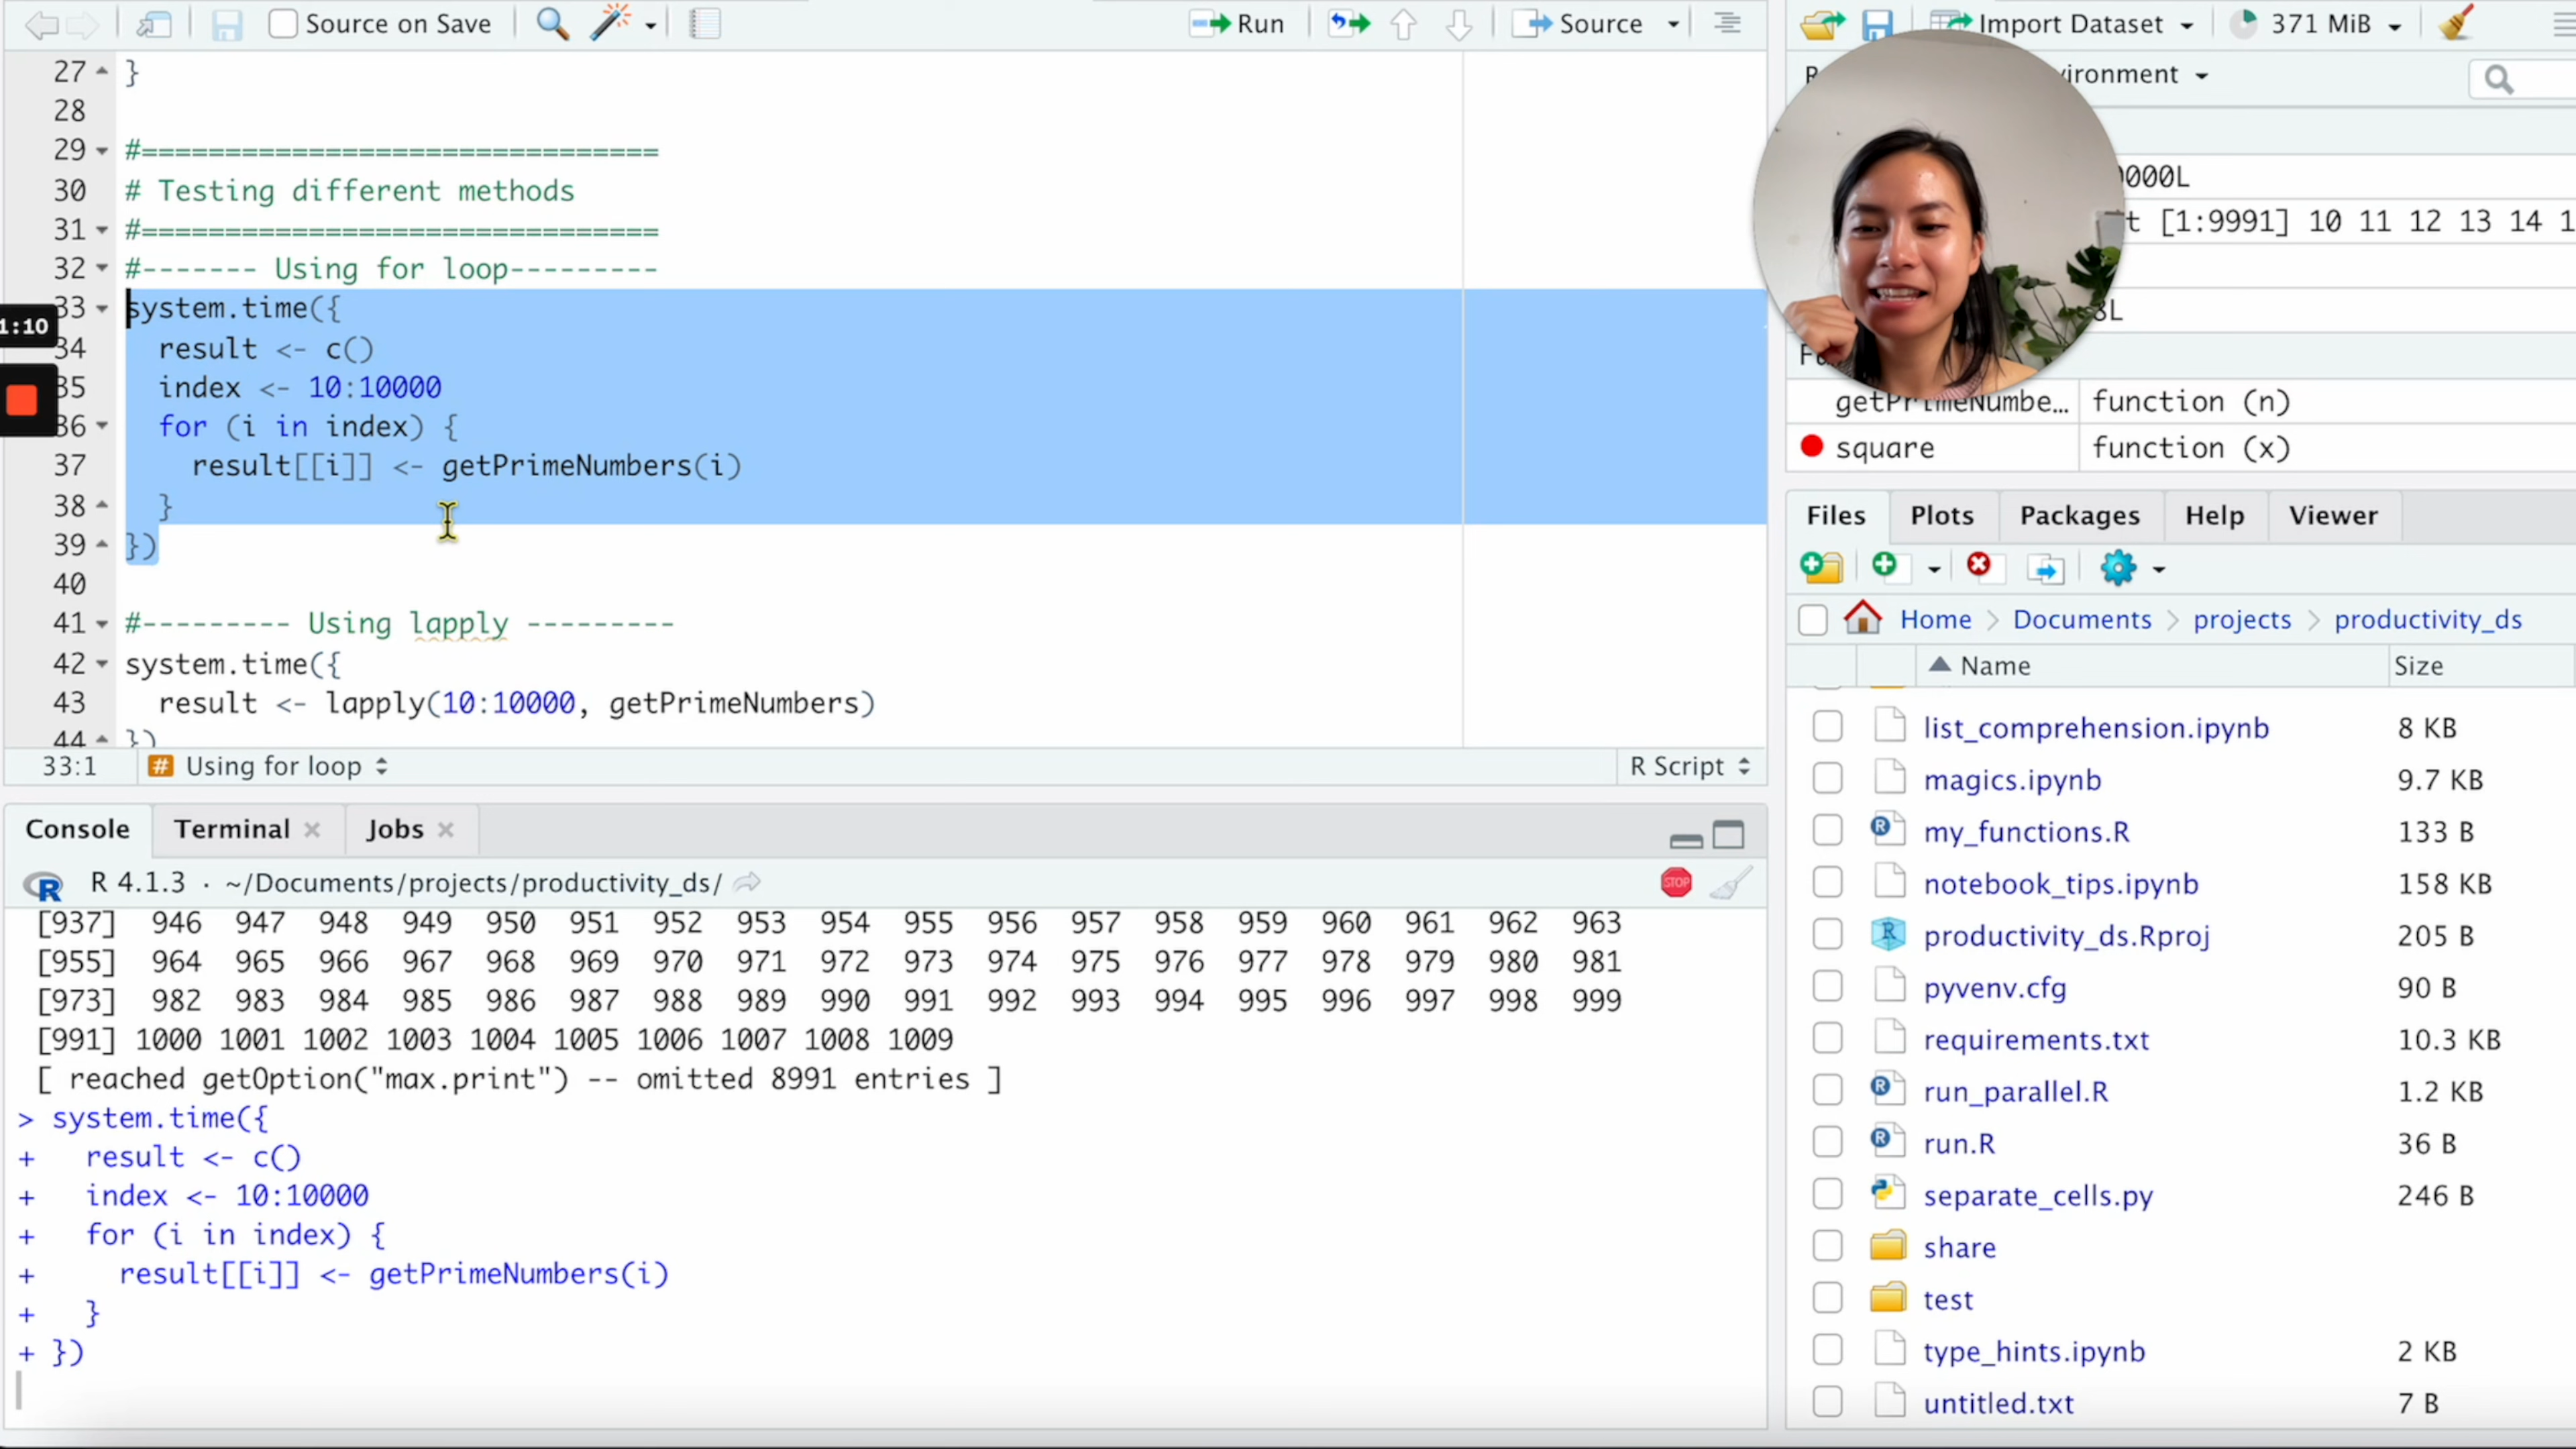 Source on Save
Run
Source
27 }
28
29 #===============================
30 # Testing different methods
31 #===============================
32 #------- Using for loop---------
33 system.time({
34   result <- c()
35   index <- 10:10000
36   for (i in index) {
37     result[[i]] <- getPrimeNumbers(i)
38   }
39 })
40
41 #--------- Using lapply ---------
42 system.time({
43   result <- lapply(10:10000, getPrimeNumbers)
44 })
1:10
33:1 # Using for loop R Script
Console Terminal Jobs
R 4.1.3 · ~/Documents/projects/productivity_ds/
STOP
[937] 946 947 948 949 950 951 952 953 954 955 956 957 958 959 960 961 962 963
[955] 964 965 966 967 968 969 970 971 972 973 974 975 976 977 978 979 980 981
[973] 982 983 984 985 986 987 988 989 990 991 992 993 994 995 996 997 998 999
[991] 1000 1001 1002 1003 1004 1005 1006 1007 1008 1009
[ reached getOption("max.print") -- omitted 8991 entries ]
> system.time({
+   result <- c()
+   index <- 10:10000
+   for (i in index) {
+     result[[i]] <- getPrimeNumbers(i)
+   }
+ })
Import Dataset 371 MiB
R ironment
0000L
t [1:9991] 10 11 12 13 14 1
8L
getPrimeNumbe… function (n)
square function (x)
Files Plots Packages Help Viewer
Home > Documents > projects > productivity_ds
Name Size
list_comprehension.ipynb 8 KB
magics.ipynb 9.7 KB
my_functions.R 133 B
notebook_tips.ipynb 158 KB
productivity_ds.Rproj 205 B
pyvenv.cfg 90 B
requirements.txt 10.3 KB
run_parallel.R 1.2 KB
run.R 36 B
separate_cells.py 246 B
share
test
type_hints.ipynb 2 KB
untitled.txt 7 B